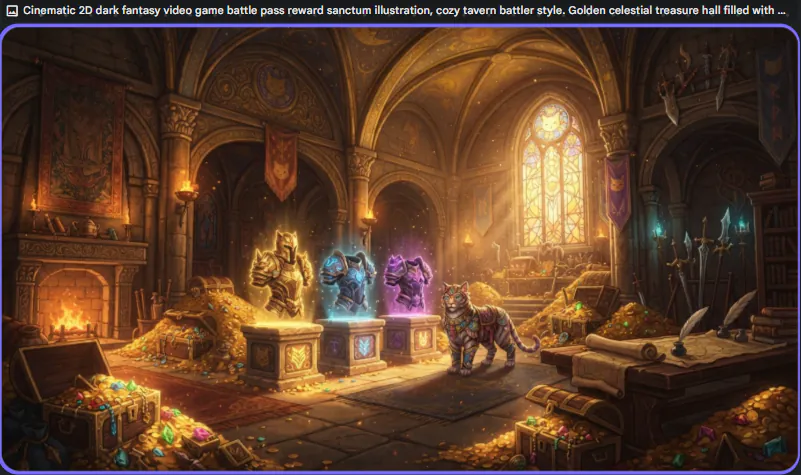 Cinematic 2D dark fantasy video game battle pass reward sanctum illustration, cozy tavern battler style. Golden celestial treasure hall filled with ...